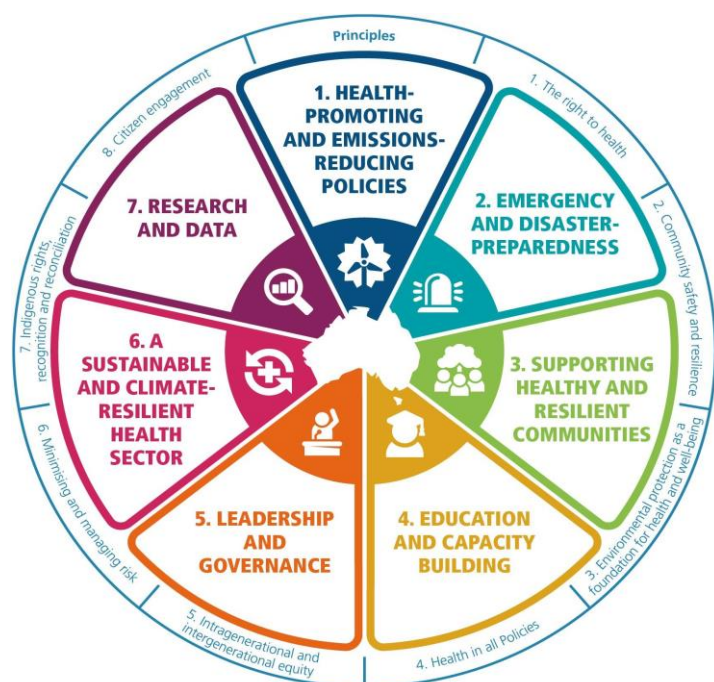 Principles
1. The right to health
2. Community safety and resilience
3. Environmental protection as a
foundation for health and well-being
4. Health in all Policies
5. Intragenerational and
intergenerational equity
6. Minimising and managing risk
7. Indigenous rights,
recognition and reconciliation
8. Citizen engagement
1. HEALTH-
PROMOTING
AND EMISSIONS-
REDUCING
POLICIES
2. EMERGENCY
AND DISASTER-
PREPAREDNESS
3. SUPPORTING
HEALTHY AND
RESILIENT
COMMUNITIES
4. EDUCATION
AND CAPACITY
BUILDING
5. LEADERSHIP
AND
GOVERNANCE
6. A
SUSTAINABLE
AND CLIMATE-
RESILIENT
HEALTH
SECTOR
7. RESEARCH
AND DATA